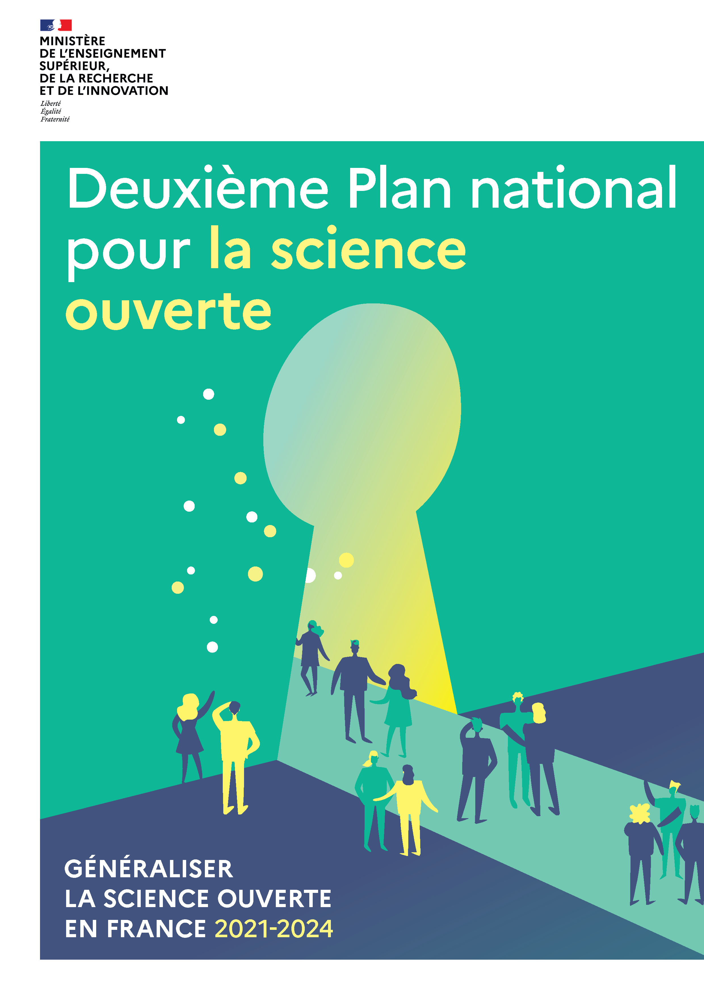 MINISTÈRE
DE L'ENSEIGNEMENT
SUPÉRIEUR,
DE LA RECHERCHE
ET DE L'INNOVATION
Liberté
Égalité
Fraternité
Deuxième Plan national
pour la science
ouverte
GÉNÉRALISER
LA SCIENCE OUVERTE
EN FRANCE 2021-2024